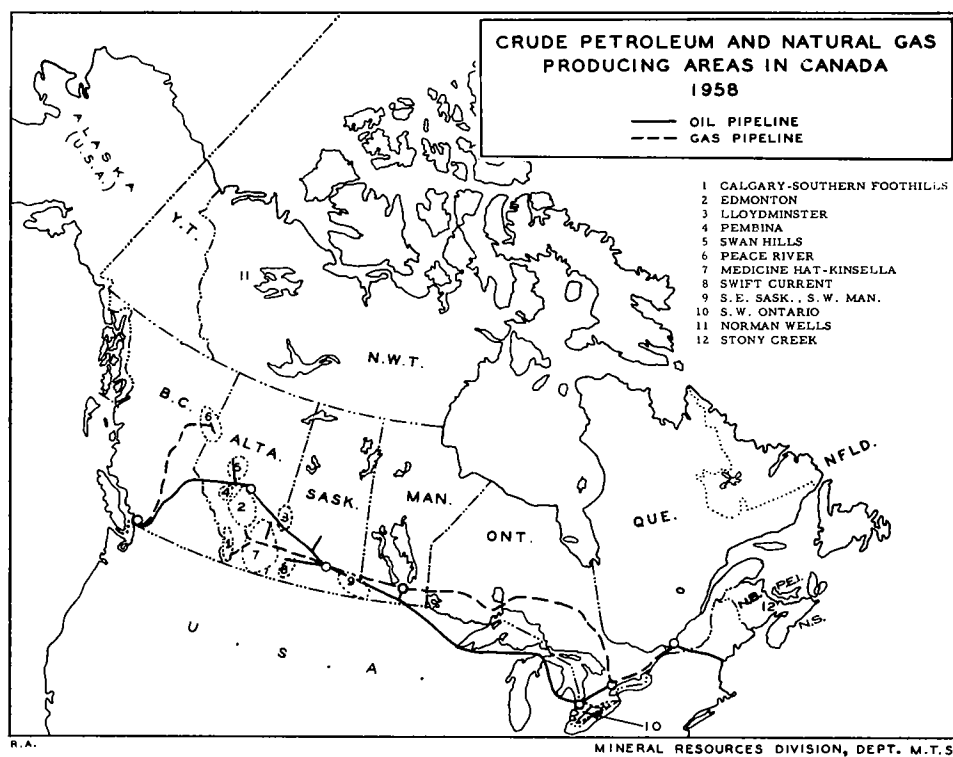 CRUDE PETROLEUM AND NATURAL GAS
PRODUCING AREAS IN CANADA
1958
OIL PIPELINE
GAS PIPELINE
1 CALGARY-SOUTHERN FOOTHILLS
2 EDMONTON
3 LLOYDMINSTER
4 PEMBINA
5 SWAN HILLS
6 PEACE RIVER
7 MEDICINE HAT-KINSELLA
8 SWIFT CURRENT
9 S.E. SASK., S.W. MAN.
10 S.W. ONTARIO
11 NORMAN WELLS
12 STONY CREEK
ALASKA
(U.S.A.)
Y.T.
11
N.W.T.
B.C.
6
ALTA.
SASK.
MAN.
ONT.
QUE.
NFLD.
5
4
2
3
1
7
8
9
P.E.I.
N.B.
12
N.S.
U. S. A.
10
R.A.
MINERAL RESOURCES DIVISION, DEPT. M.T.S